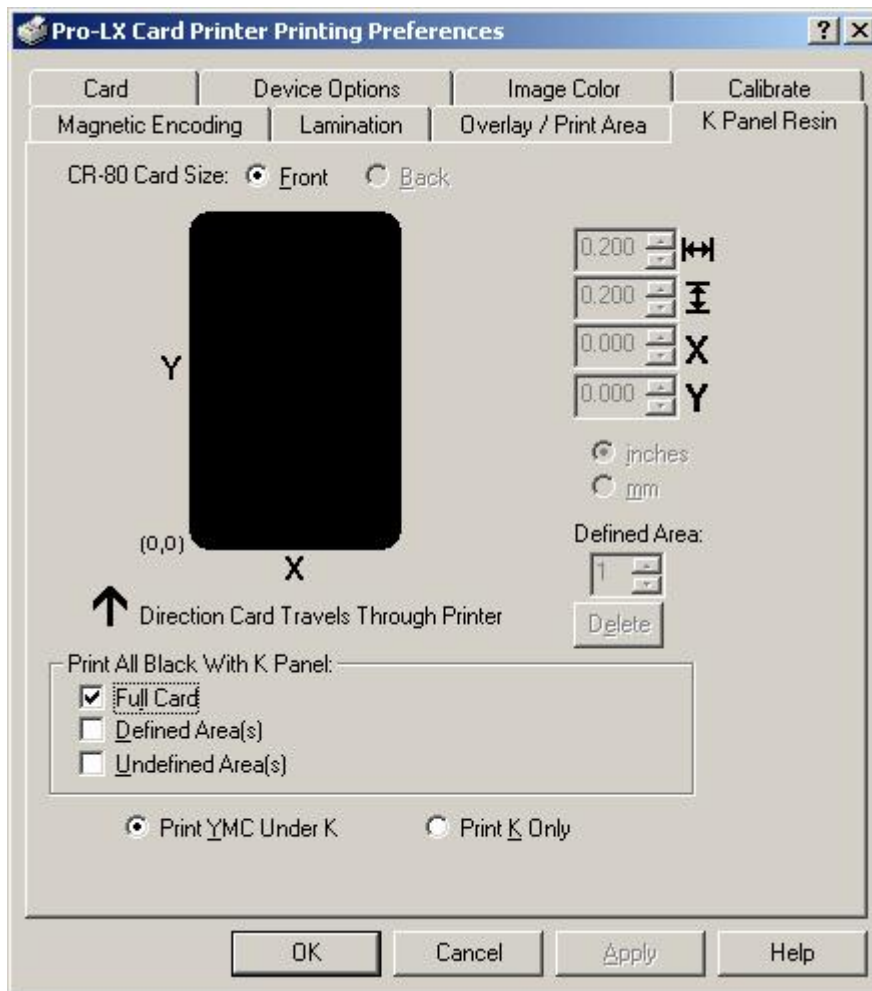 Pro-LX Card Printer Printing Preferences
Card Device Options Image Color Calibrate
Magnetic Encoding Lamination Overlay / Print Area K Panel Resin
CR-80 Card Size: Front Back
0.200
0.200
0.000 X
0.000 Y
Y
inches
mm
(0,0)
X
Defined Area:
1
Direction Card Travels Through Printer
Delete
Print All Black With K Panel:
Full Card
Defined Area(s)
Undefined Area(s)
Print YMC Under K Print K Only
OK Cancel Apply Help